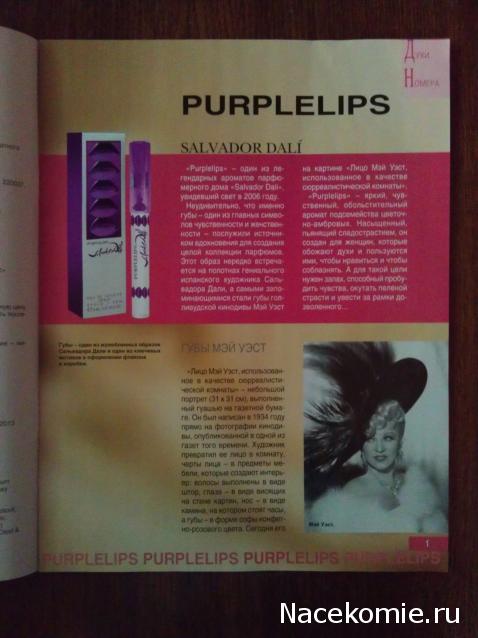 Духи
Номера
PURPLELIPS
SALVADOR DALÍ
«Purplelips» – один из ле-
гендарных ароматов парфю-
мерного дома «Salvador Dali»,
увидевший свет в 2006 году.
Неудивительно, что именно
губы – один из главных симво-
лов чувственности и женствен-
ности – послужили источни-
ком вдохновения для создания
целой коллекции парфюмов.
Этот образ нередко встреча-
ется на полотнах гениального
испанского художника Саль-
вадора Дали, а самыми запо-
минающимися стали губы гол-
ливудской кинодивы Мэй Уэст
на картине «Лицо Мэй Уэст,
использованное в качестве
сюрреалистической комнаты».
«Purplelips» – яркий, чув-
ственный, обольстительный
аромат подсемейства цветоч-
но-амбровых. Насыщенный,
пьянящий сладострастием, он
создан для женщин, которые
обожают духи и пользуются
ими, чтобы нравиться и чтобы
соблазнять. А для такой цели
нужен запах, способный пробу-
дить чувства, окутать пеленой
страсти и увести за рамки до-
зволенного...
Губы – один из излюбленных образов
Сальвадора Дали и один из ключевых
мотивов в оформлении флакона
и коробки.
ГУБЫ МЭЙ УЭСТ
«Лицо Мэй Уэст, использован-
ное в качестве сюрреалисти-
ческой комнаты» – небольшой
портрет (31 x 31 см), выполнен-
ный гуашью на газетной бума-
ге. Он был написан в 1934 году
прямо на фотографии киноди-
вы, опубликованной в одной из
газет того времени. Художник
превратил ее лицо в комнату,
черты лица – в предметы ме-
бели, которые создают интерь-
ер: волосы выполнены в виде
штор, глаза – в виде висящих
на стене картин, нос – в виде
камина, на котором стоят часы,
а губы – в форме софы конфет-
но-розового цвета. Сегодня его
Мэй Уэст.
1
PURPLELIPS PURPLELIPS PURPLELIPS PURPLELIPS
Nacekomie.ru